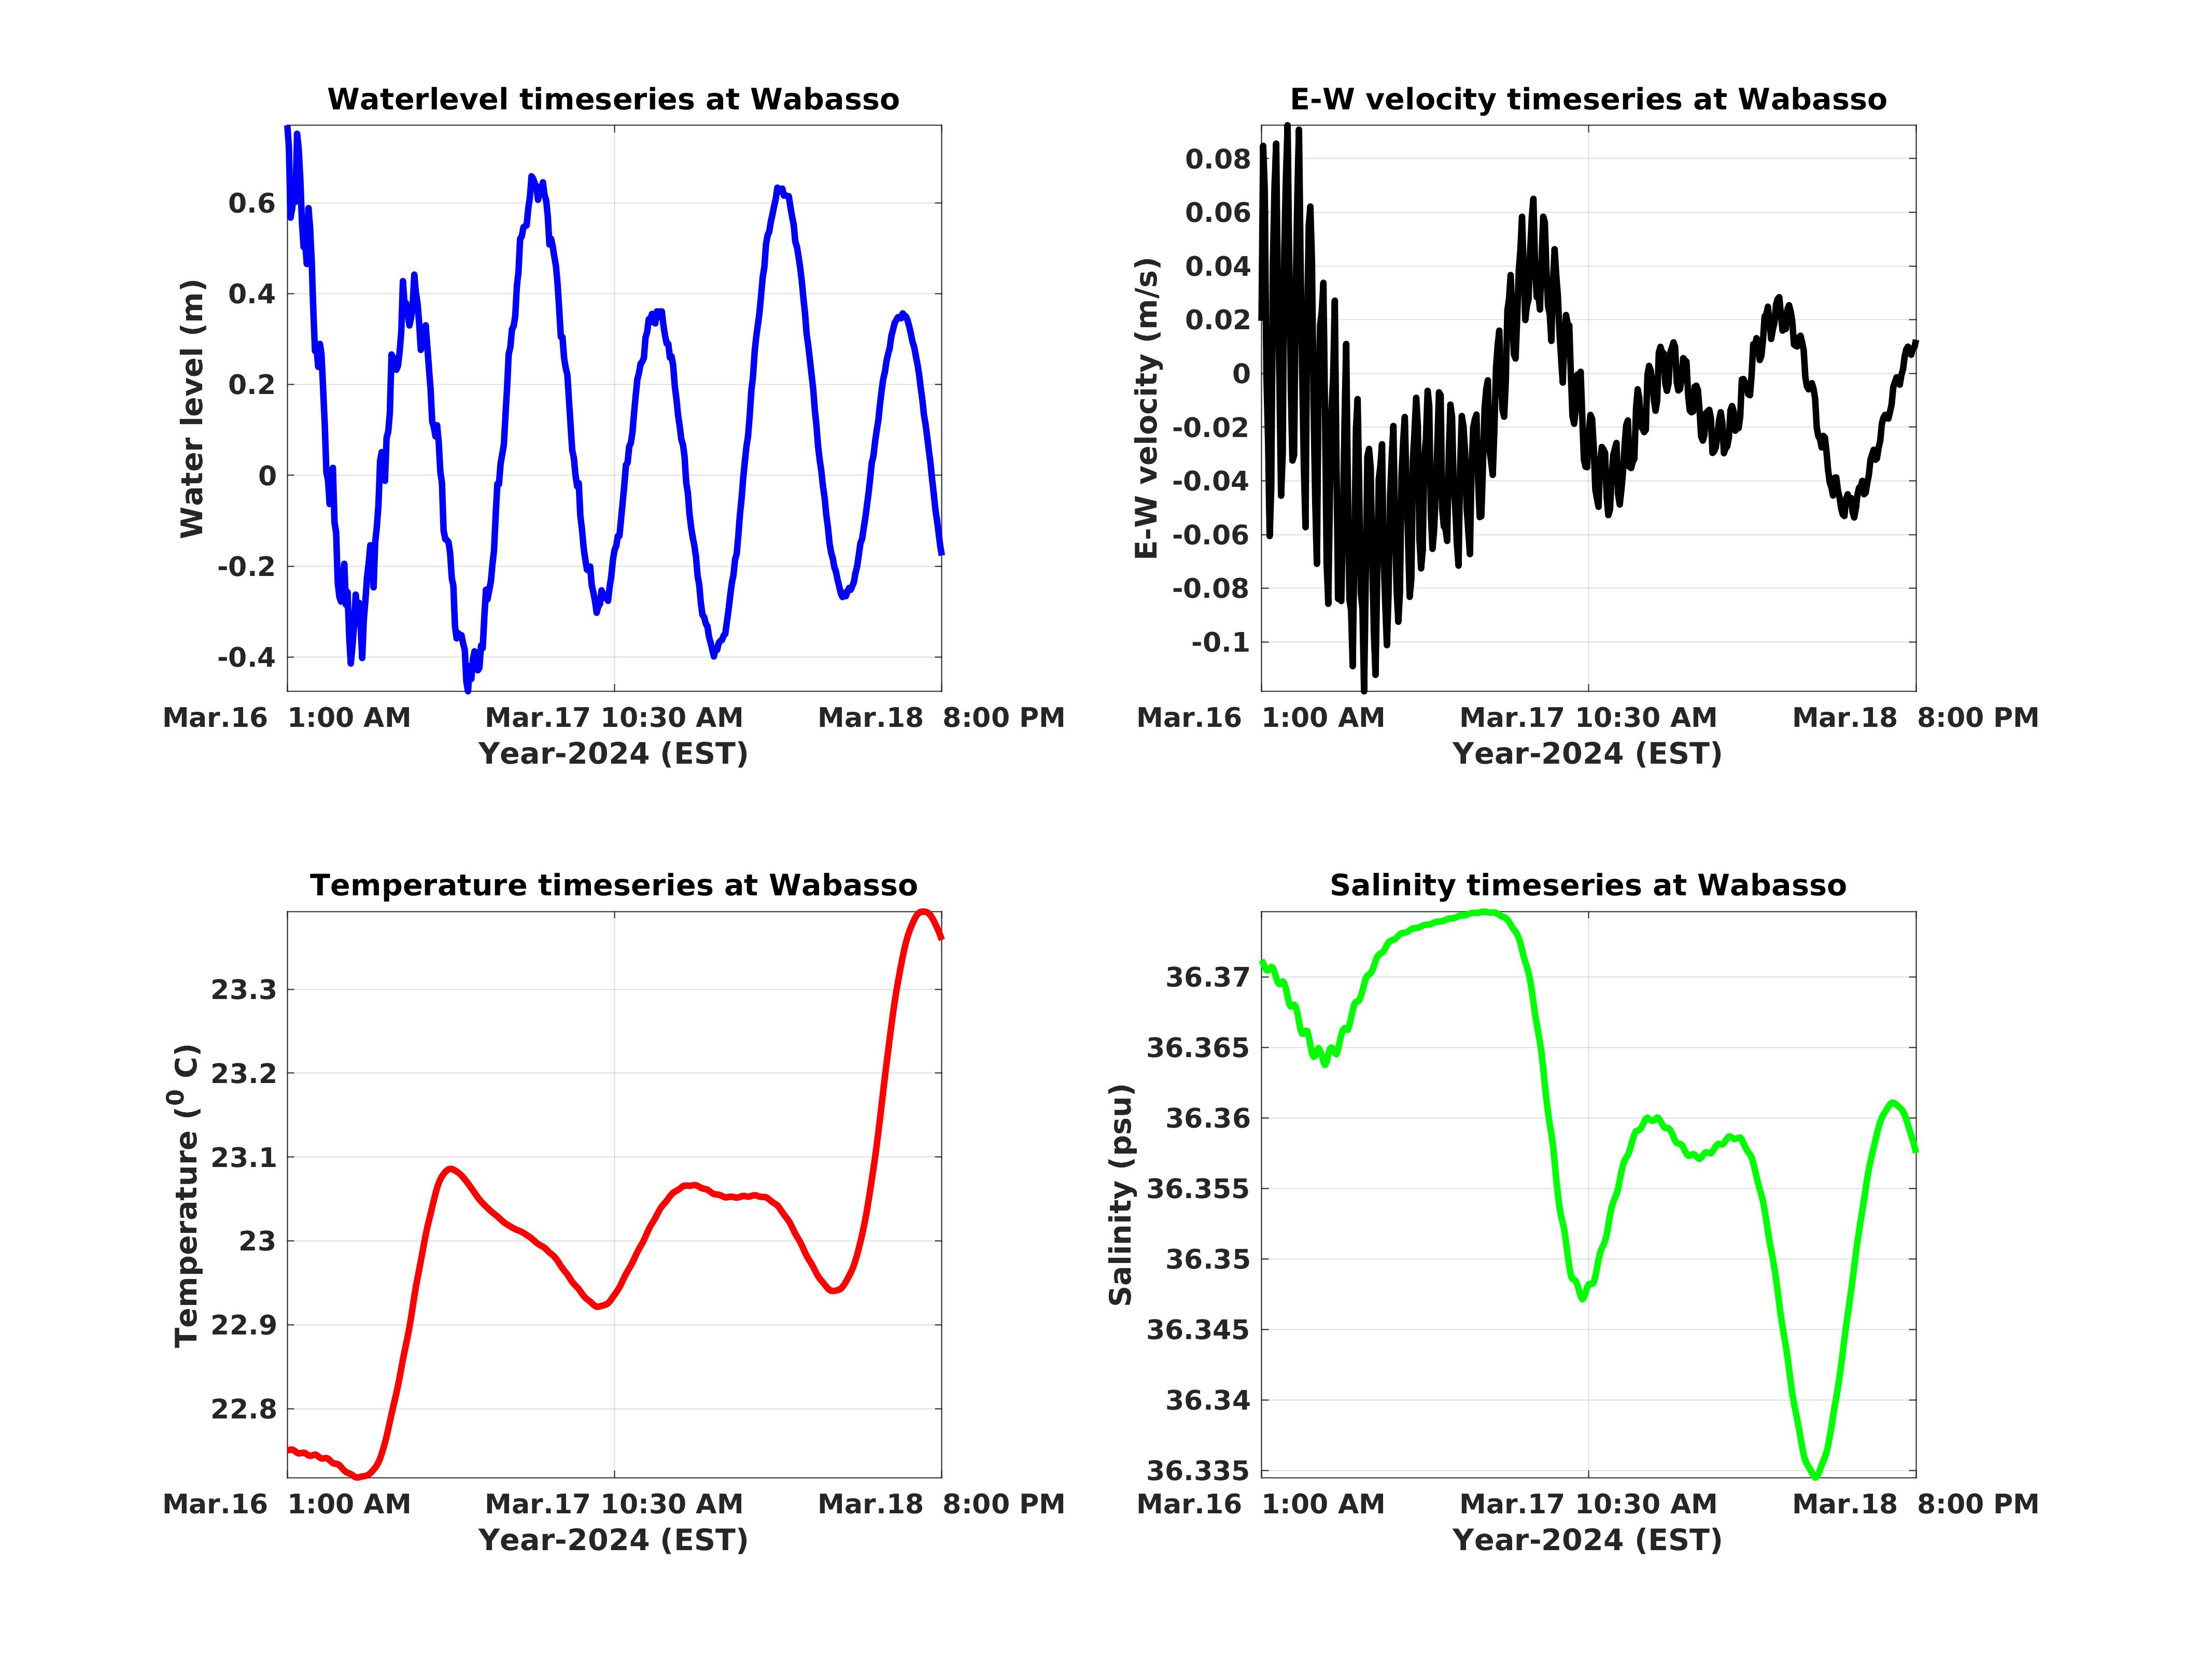 Waterlevel timeseries at Wabasso
Water level (m)
0.6
0.4
0.2
0
-0.2
-0.4
Mar.16 1:00 AM Mar.17 10:30 AM Mar.18 8:00 PM
Year-2024 (EST)
E-W velocity timeseries at Wabasso
E-W velocity (m/s)
0.08
0.06
0.04
0.02
0
-0.02
-0.04
-0.06
-0.08
-0.1
Mar.16 1:00 AM Mar.17 10:30 AM Mar.18 8:00 PM
Year-2024 (EST)
Temperature timeseries at Wabasso
Temperature (⁰ C)
23.3
23.2
23.1
23
22.9
22.8
Mar.16 1:00 AM Mar.17 10:30 AM Mar.18 8:00 PM
Year-2024 (EST)
Salinity timeseries at Wabasso
Salinity (psu)
36.37
36.365
36.36
36.355
36.35
36.345
36.34
36.335
Mar.16 1:00 AM Mar.17 10:30 AM Mar.18 8:00 PM
Year-2024 (EST)